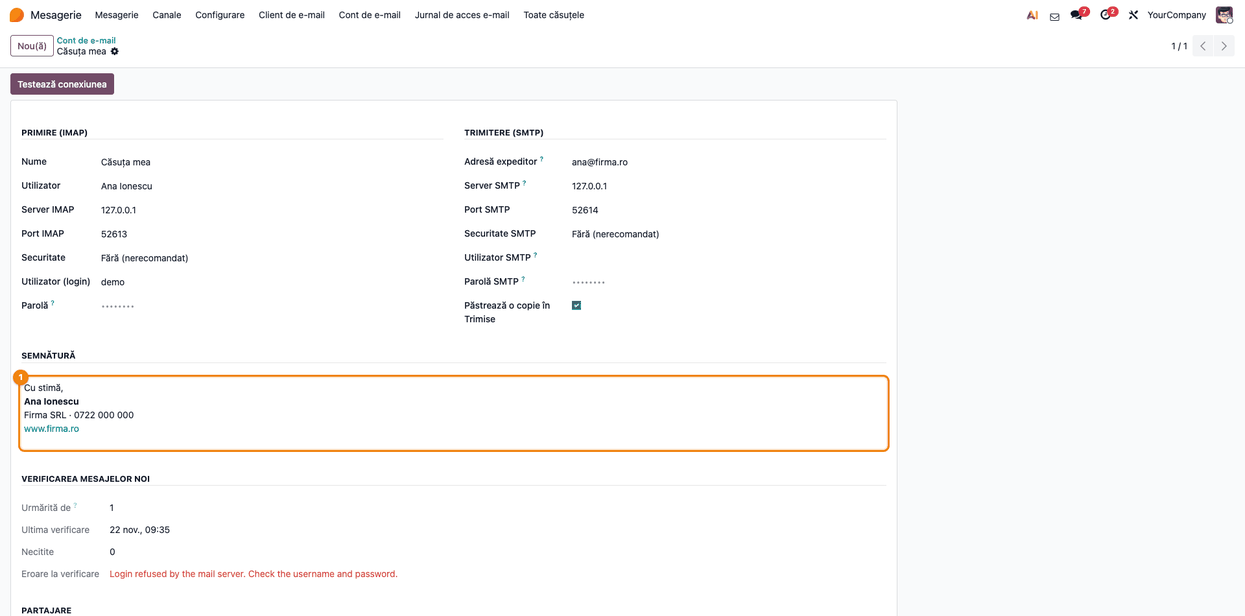 Mesagerie Mesagerie Canale Configurare Client de e-mail Cont de e-mail Jurnal de acces e-mail Toate căsuțele AI 7 2 YourCompany
Nou(ă) Cont de e-mail
Căsuța mea
1 / 1
Testează conexiunea
PRIMIRE (IMAP)
Nume Căsuța mea
Utilizator Ana Ionescu
Server IMAP 127.0.0.1
Port IMAP 52613
Securitate Fără (nerecomandat)
Utilizator (login) demo
Parolă ? ••••••••
TRIMITERE (SMTP)
Adresă expeditor ? ana@firma.ro
Server SMTP ? 127.0.0.1
Port SMTP 52614
Securitate SMTP Fără (nerecomandat)
Utilizator SMTP ?
Parolă SMTP ? ••••••••
Păstrează o copie în
Trimise
SEMNĂTURĂ
1
Cu stimă,
Ana Ionescu
Firma SRL · 0722 000 000
www.firma.ro
VERIFICAREA MESAJELOR NOI
Urmărită de ? 1
Ultima verificare 22 nov., 09:35
Necitite 0
Eroare la verificare Login refused by the mail server. Check the username and password.
PARTAJARE